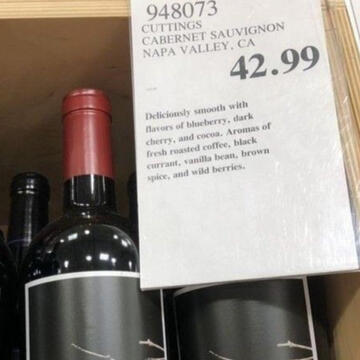 948073
CUTTINGS
CABERNET SAUVIGNON
NAPA VALLEY, CA
42.99
Deliciously smooth with
flavors of blueberry, dark
cherry, and cocoa. Aromas of
fresh roasted coffee, black
currant, vanilla bean, brown
spice, and wild berries.